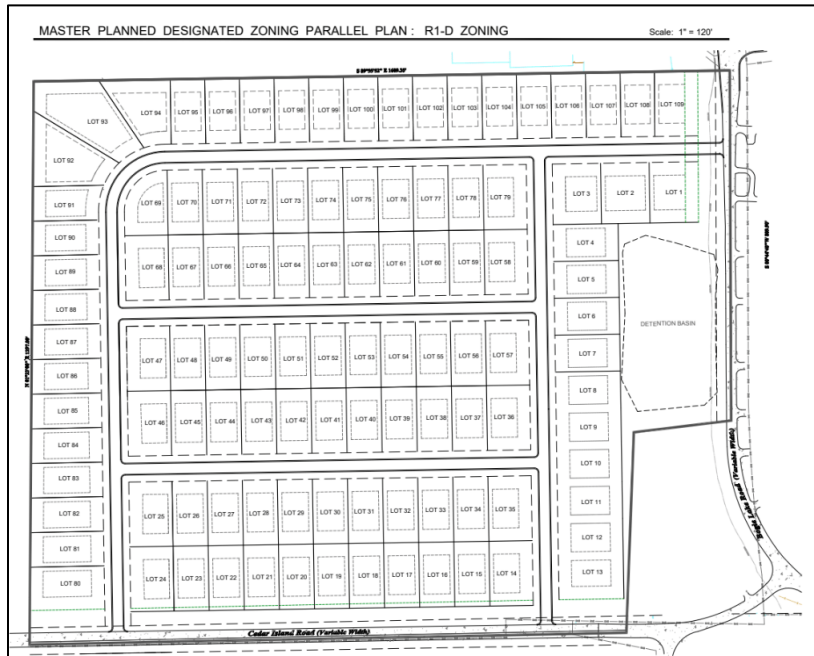 MASTER PLANNED DESIGNATED ZONING PARALLEL PLAN : R1-D ZONING
Scale: 1" = 120'
LOT 93
LOT 94
LOT 95
LOT 96
LOT 97
LOT 98
LOT 99
LOT 100
LOT 101
LOT 102
LOT 103
LOT 104
LOT 105
LOT 106
LOT 107
LOT 108
LOT 109
LOT 92
LOT 91
LOT 90
LOT 89
LOT 88
LOT 87
LOT 86
LOT 85
LOT 84
LOT 83
LOT 82
LOT 81
LOT 80
LOT 69
LOT 70
LOT 71
LOT 72
LOT 73
LOT 74
LOT 75
LOT 76
LOT 77
LOT 78
LOT 79
LOT 68
LOT 67
LOT 66
LOT 65
LOT 64
LOT 63
LOT 62
LOT 61
LOT 60
LOT 59
LOT 58
LOT 47
LOT 48
LOT 49
LOT 50
LOT 51
LOT 52
LOT 53
LOT 54
LOT 55
LOT 56
LOT 57
LOT 46
LOT 45
LOT 44
LOT 43
LOT 42
LOT 41
LOT 40
LOT 39
LOT 38
LOT 37
LOT 36
LOT 25
LOT 26
LOT 27
LOT 28
LOT 29
LOT 30
LOT 31
LOT 32
LOT 33
LOT 34
LOT 35
LOT 24
LOT 23
LOT 22
LOT 21
LOT 20
LOT 19
LOT 18
LOT 17
LOT 16
LOT 15
LOT 14
LOT 3
LOT 2
LOT 1
LOT 4
LOT 5
LOT 6
LOT 7
LOT 8
LOT 9
LOT 10
LOT 11
LOT 12
LOT 13
DETENTION BASIN
Lake Road (Variable Width)
Cedar Island Road (Variable Width)